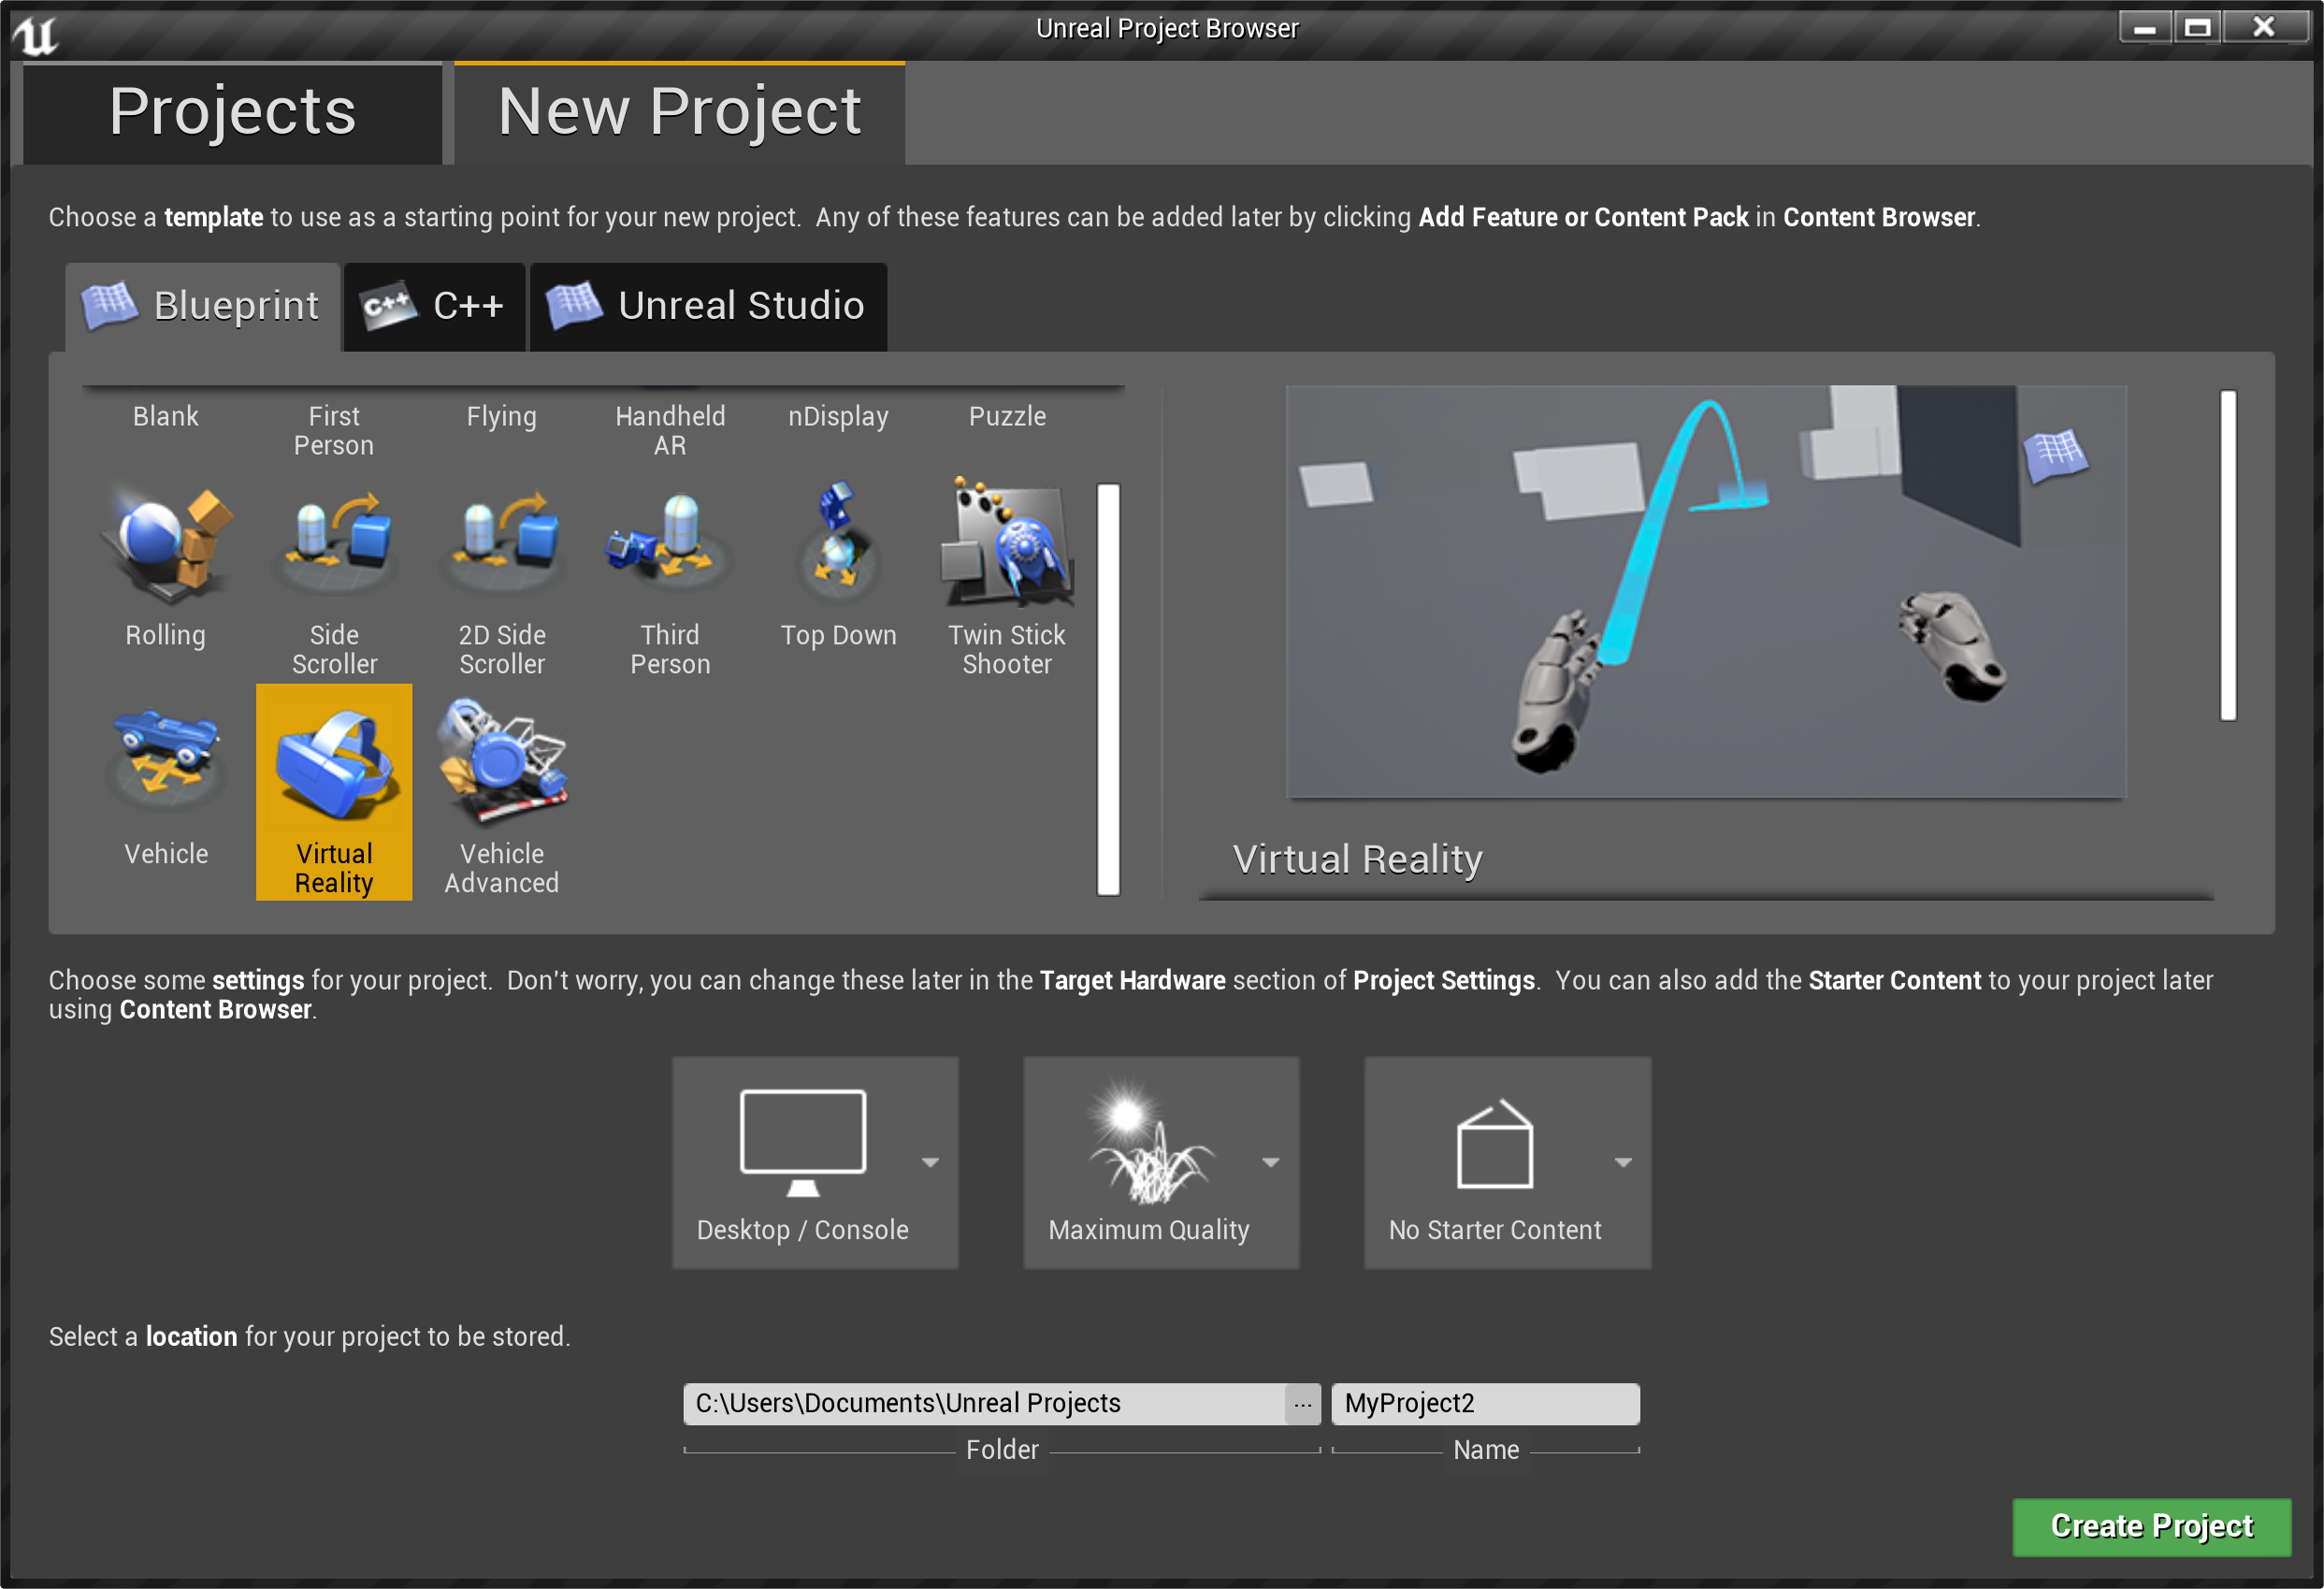 Unreal Project Browser
Projects
New Project
Choose a template to use as a starting point for your new project.  Any of these features can be added later by clicking Add Feature or Content Pack in Content Browser.
Blueprint
C++
C++
Unreal Studio
Blank
First
Person
Flying
Handheld
AR
nDisplay
Puzzle
Rolling
Side
Scroller
2D Side
Scroller
Third
Person
Top Down
Twin Stick
Shooter
Vehicle
Virtual
Reality
Vehicle
Advanced
Virtual Reality
Choose some settings for your project.  Don't worry, you can change these later in the Target Hardware section of Project Settings.  You can also add the Starter Content to your project later
using Content Browser.
Desktop / Console
Maximum Quality
No Starter Content
Select a location for your project to be stored.
C:\Users\Documents\Unreal Projects
...
MyProject2
Folder
Name
Create Project